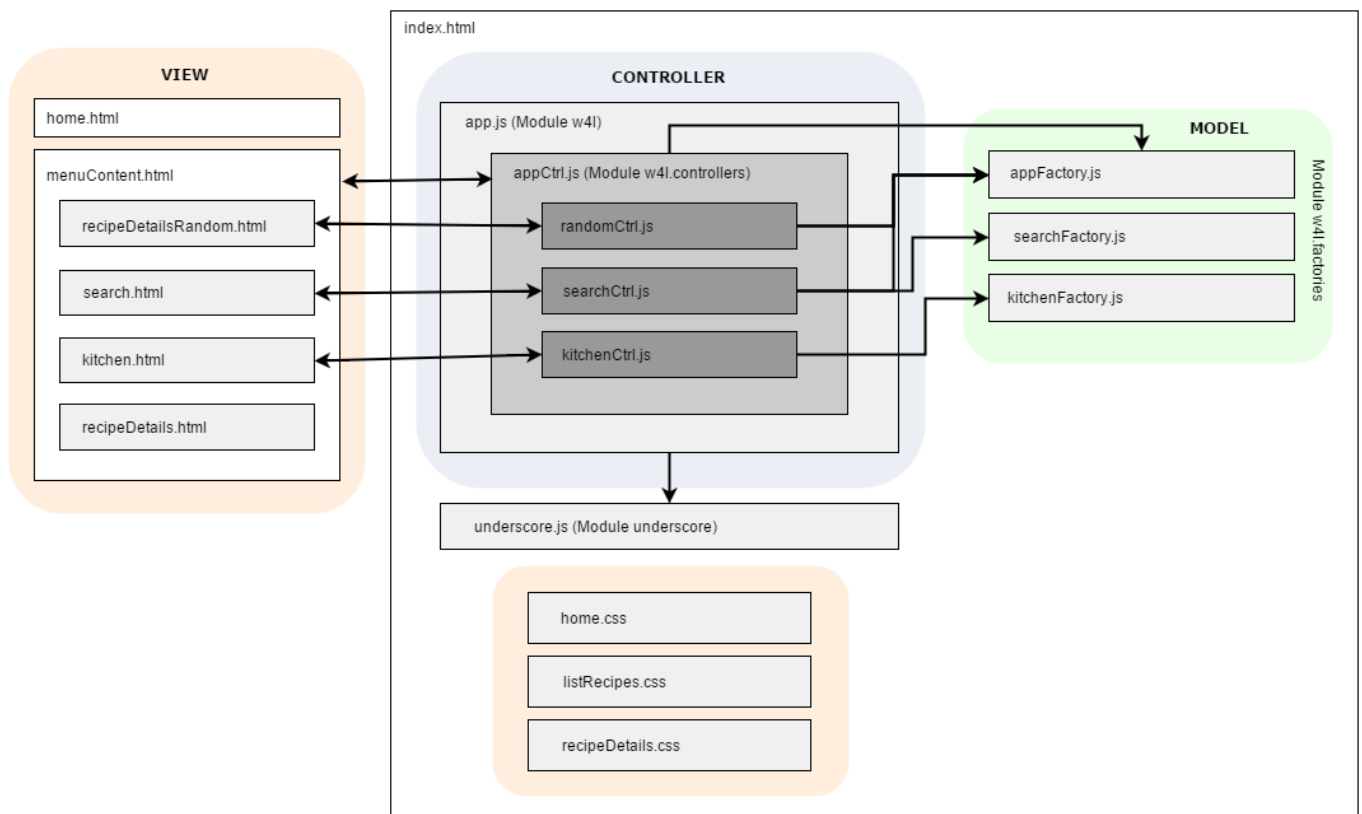 index.html
VIEW
home.html
menuContent.html
recipeDetailsRandom.html
search.html
kitchen.html
recipeDetails.html
CONTROLLER
app.js (Module w4l)
appCtrl.js (Module w4l.controllers)
randomCtrl.js
searchCtrl.js
kitchenCtrl.js
MODEL
appFactory.js
searchFactory.js
kitchenFactory.js
Module w4l.factories
underscore.js (Module underscore)
home.css
listRecipes.css
recipeDetails.css